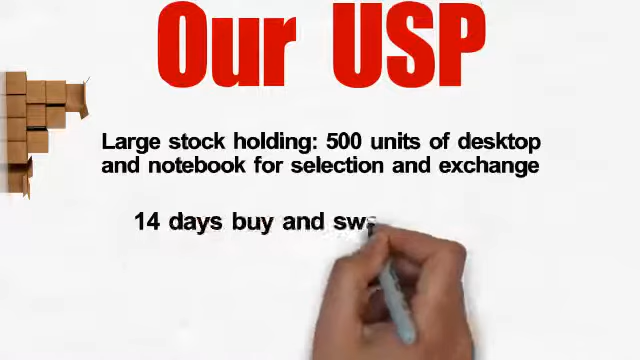 Our USP
Large stock holding: 500 units of desktop
and notebook for selection and exchange
14 days buy and